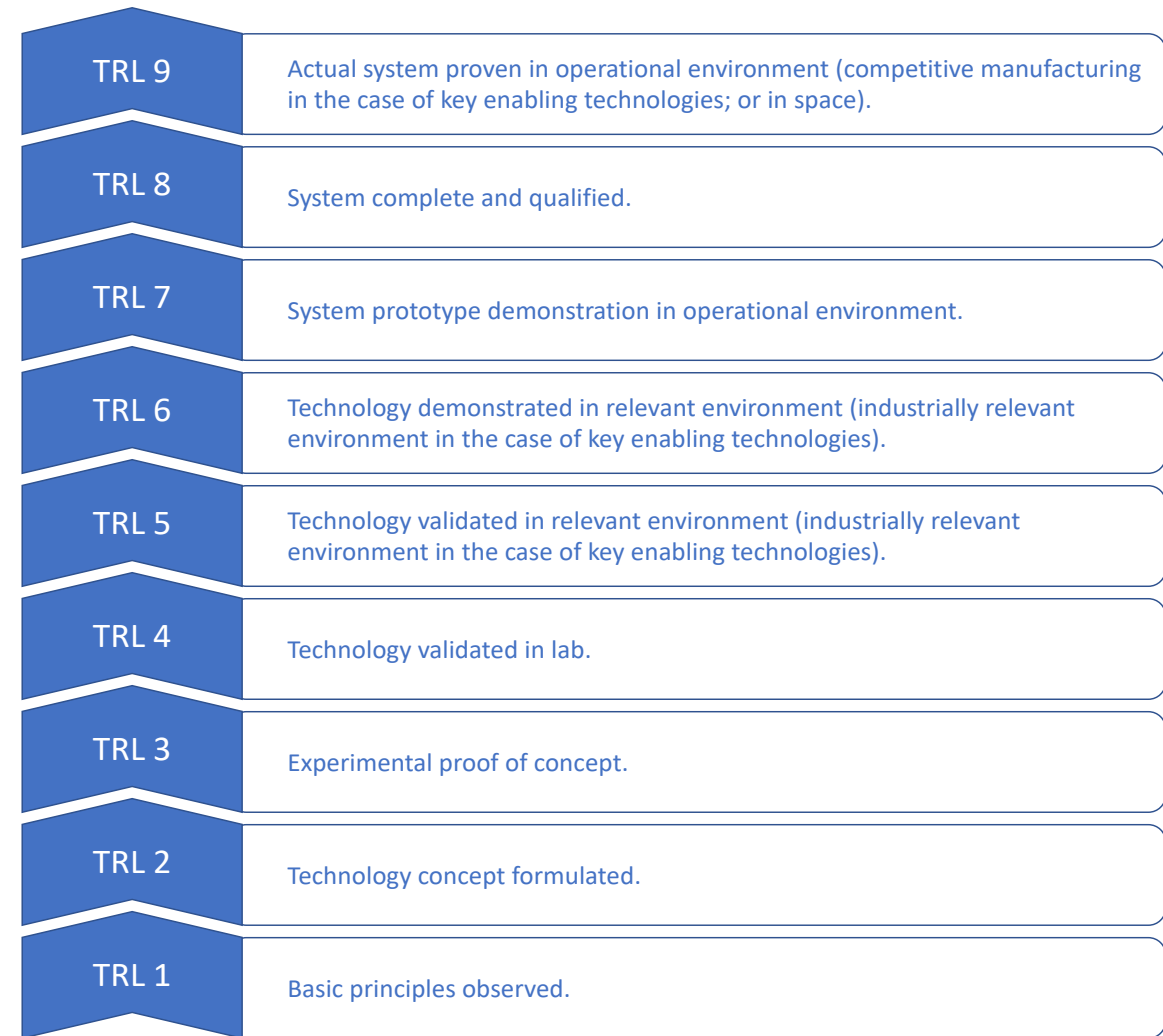 TRL 9
Actual system proven in operational environment (competitive manufacturing
in the case of key enabling technologies; or in space).
TRL 8
System complete and qualified.
TRL 7
System prototype demonstration in operational environment.
TRL 6
Technology demonstrated in relevant environment (industrially relevant
environment in the case of key enabling technologies).
TRL 5
Technology validated in relevant environment (industrially relevant
environment in the case of key enabling technologies).
TRL 4
Technology validated in lab.
TRL 3
Experimental proof of concept.
TRL 2
Technology concept formulated.
TRL 1
Basic principles observed.